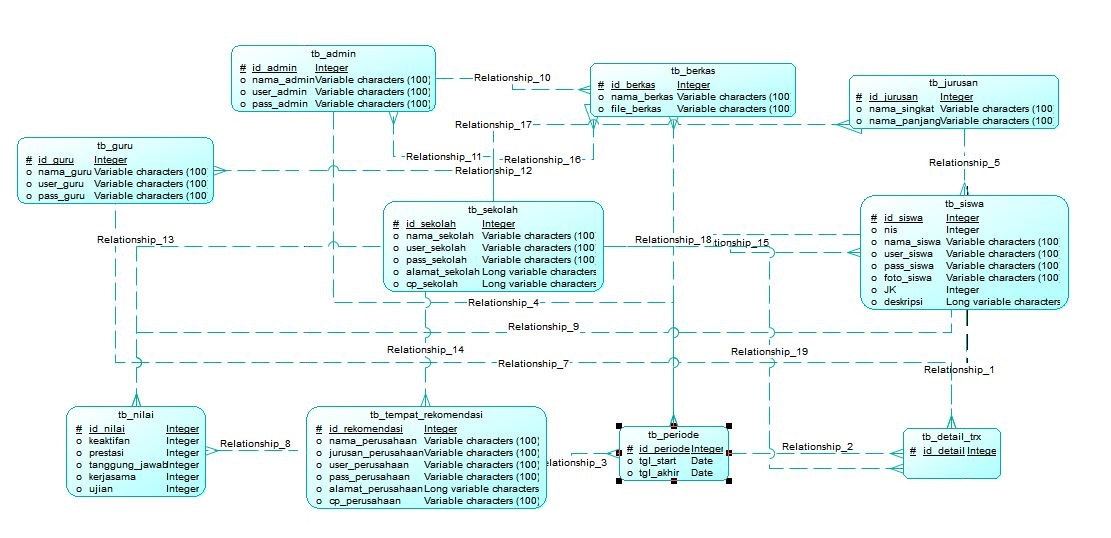 tb_admin
# id_admin Integer
o nama_admin Variable characters (100)
o user_admin Variable characters (100)
o pass_admin Variable characters (100)
Relationship_10
tb_berkas
# id_berkas Integer
o nama_berkas Variable characters (100
o file_berkas Variable characters (100
tb_jurusan
# id_jurusan Integer
o nama_singkat Variable characters (100
o nama_panjang Variable characters (100
Relationship_17
Relationship_11
Relationship_16
Relationship_12
Relationship_5
tb_guru
# id_guru Integer
o nama_guru Variable characters (100
o user_guru Variable characters (100
o pass_guru Variable characters (100
tb_sekolah
# id_sekolah Integer
o nama_sekolah Variable characters (100
o user_sekolah Variable characters (100
o pass_sekolah Variable characters (100
o alamat_sekolah Long variable characters
o cp_sekolah Long variable characters
tb_siswa
# id_siswa Integer
o nis Integer
o nama_siswa Variable characters (100
o user_siswa Variable characters (100
o pass_siswa Variable characters (100
o foto_siswa Variable characters (100
o JK Integer
o deskripsi Long variable characters
Relationship_13
Relationship_18
tionship_15
Relationship_4
Relationship_9
Relationship_14
Relationship_19
Relationship_7
Relationship_1
tb_nilai
# id_nilai Integer
o keaktifan Integer
o prestasi Integer
o tanggung_jawab Integer
o kerjasama Integer
o ujian Integer
Relationship_8
tb_tempat_rekomendasi
# id_rekomendasi Integer
o nama_perusahaan Variable characters (100)
o jurusan_perusahaan Variable characters (100)
o user_perusahaan Variable characters (100)
o pass_perusahaan Variable characters (100)
o alamat_perusahaan Long variable characters
o cp_perusahaan Variable characters (100)
elationship_3
tb_periode
# id_periode Integer
o tgl_start Date
o tgl_akhir Date
Relationship_2
tb_detail_trx
# id_detail Intege